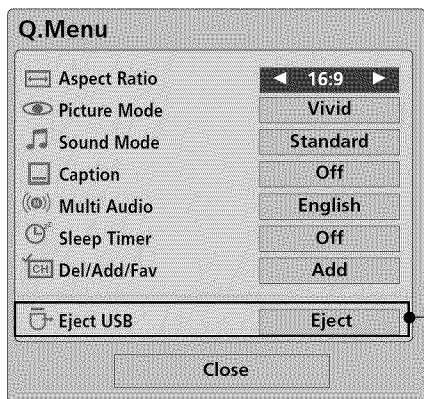 Q.Menu
Aspect Ratio ◄ 16:9 ►
Picture Mode Vivid
Sound Mode Standard
Caption Off
Multi Audio English
Sleep Timer Off
CH Del/Add/Fav Add
Eject USB Eject
Close